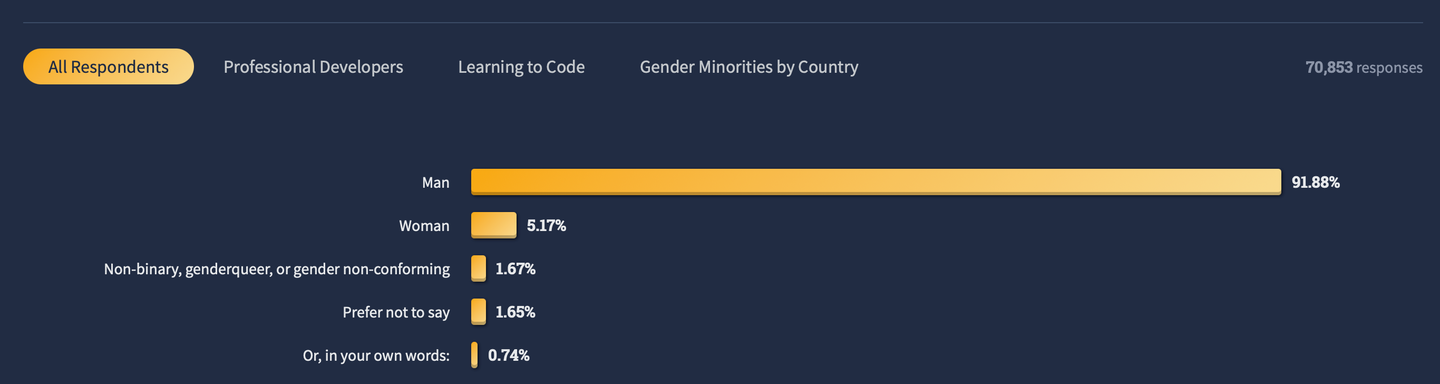 All Respondents Professional Developers Learning to Code Gender Minorities by Country 70,853 responses
Man 91.88%
Woman 5.17%
Non-binary, genderqueer, or gender non-conforming 1.67%
Prefer not to say 1.65%
Or, in your own words: 0.74%